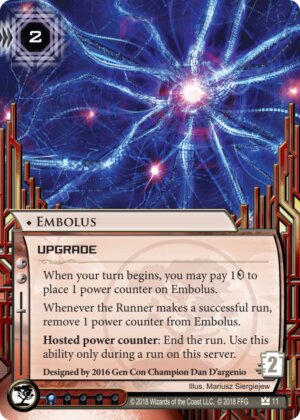 2
◆ EMBOLUS
UPGRADE
When your turn begins, you may pay 1 to
place 1 power counter on Embolus.
Whenever the Runner makes a successful run,
remove 1 power counter from Embolus.
Hosted power counter: End the run. Use this
ability only during a run on this server.
Designed by 2016 Gen Con Champion Dan D'argenio
2
Illus. Mariusz Siergiejew
©2018 Wizards of the Coast LLC. © 2018 FFG
11